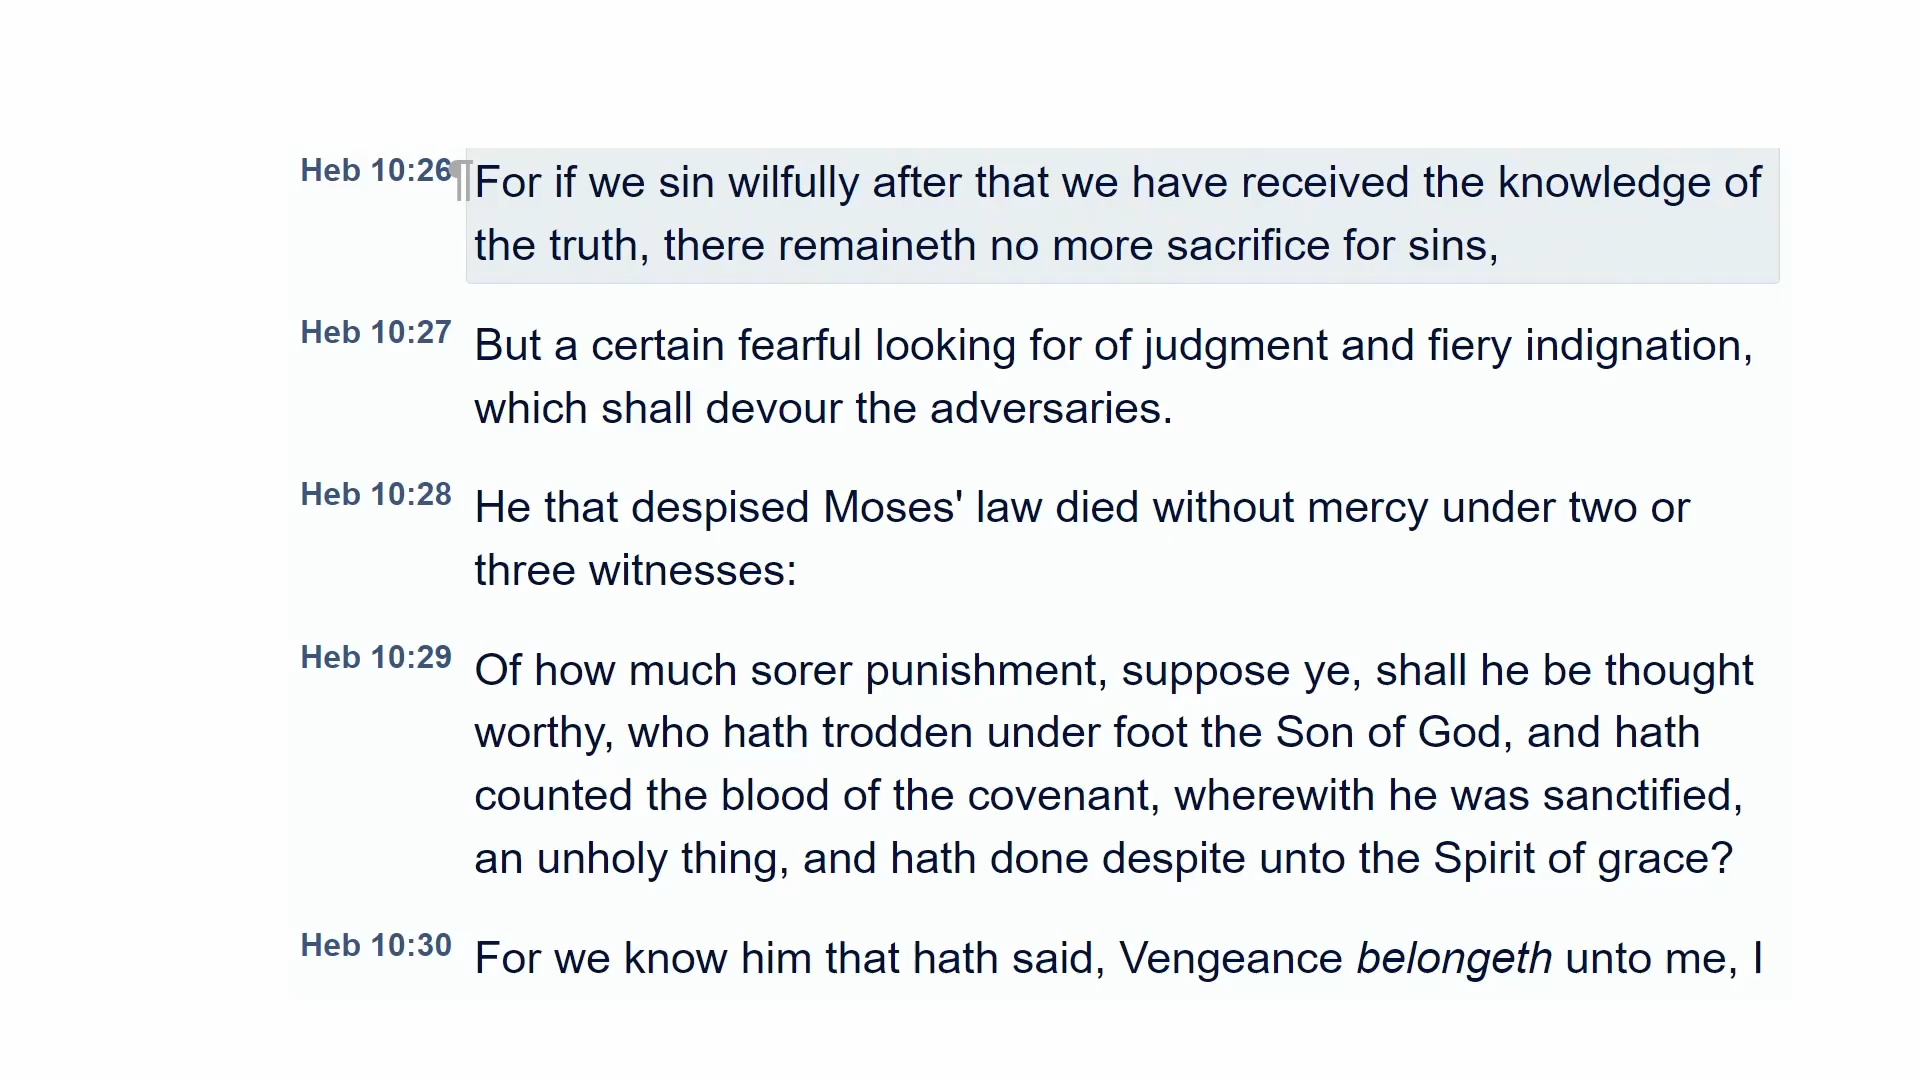 Heb 10:26 ¶For if we sin wilfully after that we have received the knowledge of
the truth, there remaineth no more sacrifice for sins,
Heb 10:27 But a certain fearful looking for of judgment and fiery indignation,
which shall devour the adversaries.
Heb 10:28 He that despised Moses' law died without mercy under two or
three witnesses:
Heb 10:29 Of how much sorer punishment, suppose ye, shall he be thought
worthy, who hath trodden under foot the Son of God, and hath
counted the blood of the covenant, wherewith he was sanctified,
an unholy thing, and hath done despite unto the Spirit of grace?
Heb 10:30 For we know him that hath said, Vengeance belongeth unto me, I